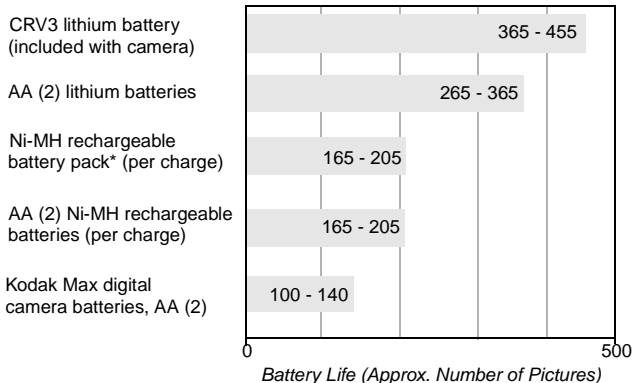 CRV3 lithium battery
(included with camera)
365 - 455
AA (2) lithium batteries
265 - 365
Ni-MH rechargeable
battery pack* (per charge)
165 - 205
AA (2) Ni-MH rechargeable
batteries (per charge)
165 - 205
Kodak Max digital
camera batteries, AA (2)
100 - 140
0
500
Battery Life (Approx. Number of Pictures)